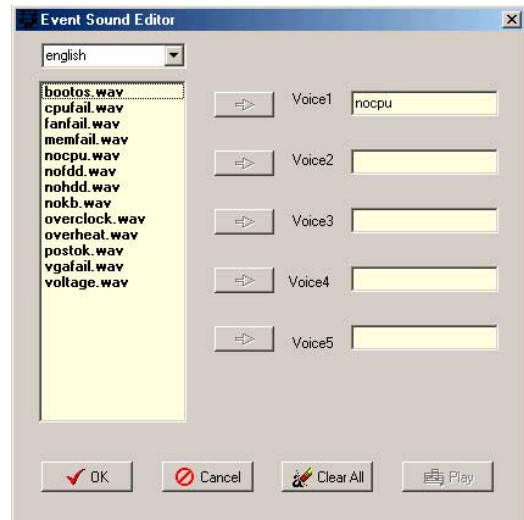 Event Sound Editor
english
bootos.wav
cpufail.wav
fanfail.wav
memfail.wav
nocpu.wav
nofdd.wav
nohdd.wav
nokb.wav
overclock.wav
overheat.wav
postok.wav
vgafail.wav
voltage.wav
Voice1 nocpu
Voice2
Voice3
Voice4
Voice5
OK Cancel Clear All Play